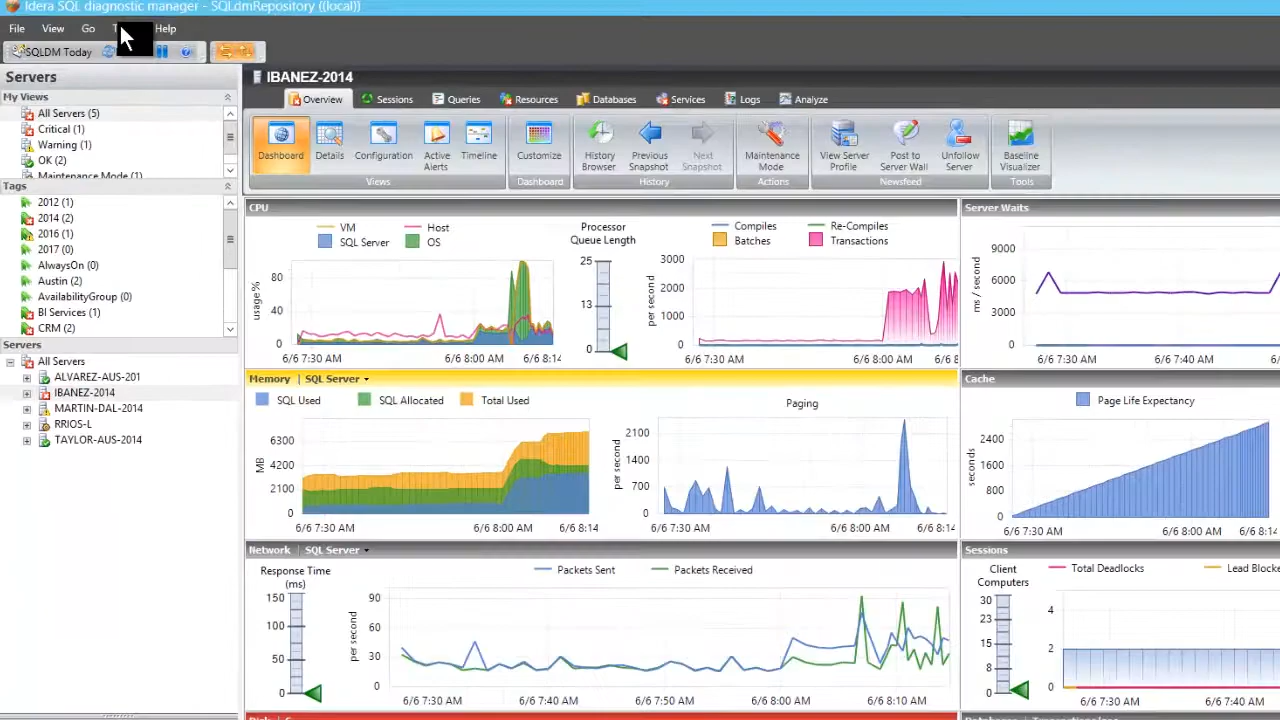 Idera SQL diagnostic manager - SQLdmRepository ((local))
File View Go Help
SQLDM Today
Servers
My Views
All Servers (5)
Critical (1)
Warning (1)
OK (2)
Maintenance Mode (1)
Tags
2012 (1)
2014 (2)
2016 (1)
2017 (0)
AlwaysOn (0)
Austin (2)
AvailabilityGroup (0)
BI Services (1)
CRM (2)
Servers
All Servers
ALVAREZ-AUS-201
IBANEZ-2014
MARTIN-DAL-2014
RRIOS-L
TAYLOR-AUS-2014
IBANEZ-2014
Overview Sessions Queries Resources Databases Services Logs Analyze
Dashboard Details Configuration Active Alerts Timeline
Views
Customize
Dashboard
History Browser Previous Snapshot Next Snapshot
History
Maintenance Mode
Actions
View Server Profile Post to Server Wall Unfollow Server
Newsfeed
Baseline Visualizer
Tools
CPU
VM Host
SQL Server OS
usage %
80
40
0
6/6 7:30 AM 6/6 8:00 AM 6/6 8:14
Processor
Queue Length
25
13
0
Compiles Re-Compiles
Batches Transactions
per second
3000
2000
1000
0
6/6 7:30 AM 6/6 8:00 AM 6/6 8
Server Waits
ms / second
9000
6000
3000
0
6/6 7:30 AM 6/6 7:40 AM
Memory | SQL Server
SQL Used SQL Allocated Total Used
MB
6300
4200
2100
0
6/6 7:30 AM 6/6 8:00 AM 6/6 8:14
Paging
per second
2100
1400
700
0
6/6 7:30 AM 6/6 8:00 AM 6/6 8:14
Cache
Page Life Expectancy
seconds
2400
1600
800
0
6/6 7:30 AM 6/6 8:00 AM 6/6 8:14
Network | SQL Server
Response Time
(ms)
150
100
50
0
Packets Sent Packets Received
per second
90
60
30
0
6/6 7:30 AM 6/6 7:40 AM 6/6 7:50 AM 6/6 8:00 AM 6/6 8:10 AM
Sessions
Client
Computers
30
23
15
8
0
Total Deadlocks Lead Blocke
4
2
0
6/6 7:30 AM 6/6 7:40 AM